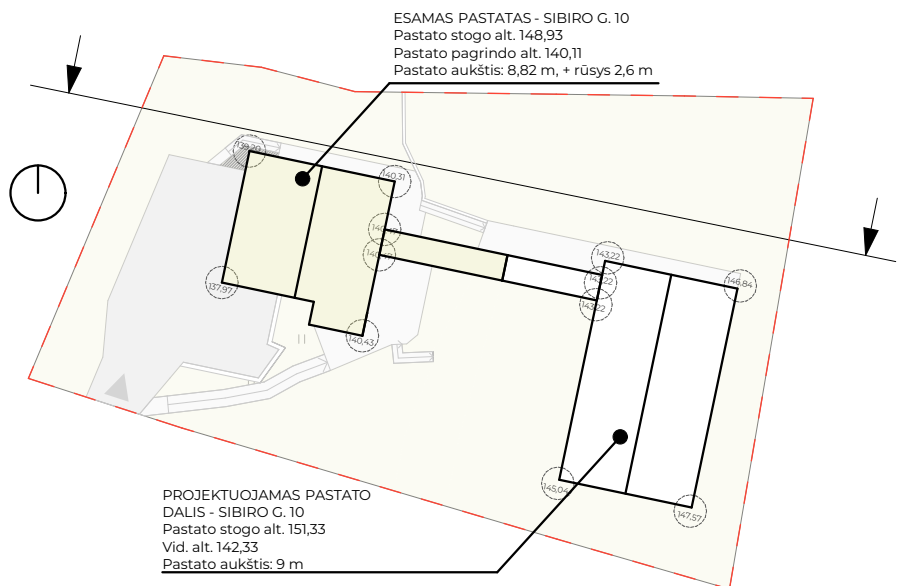 ESAMAS PASTATAS - SIBIRO G. 10
Pastato stogo alt. 148,93
Pastato pagrindo alt. 140,11
Pastato aukštis: 8,82 m, + rūsys 2,6 m
139,20
140,31
143,22
143,22
146,84
137,97
143,22
140,43
145,04
147,57
PROJEKTUOJAMAS PASTATO
DALIS - SIBIRO G. 10
Pastato stogo alt. 151,33
Vid. alt. 142,33
Pastato aukštis: 9 m